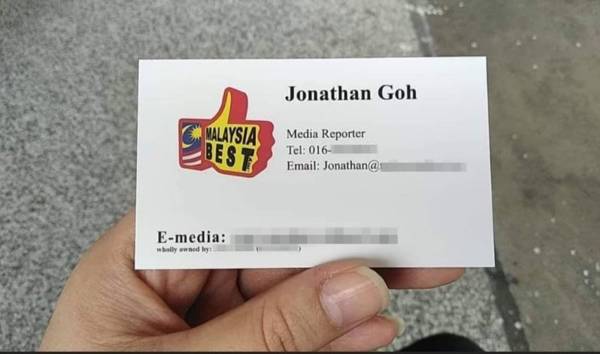 MALAYSIA
BEST
Jonathan Goh
Media Reporter
Tel: 016-
Email: Jonathan@
E-media:
wholly owned by: